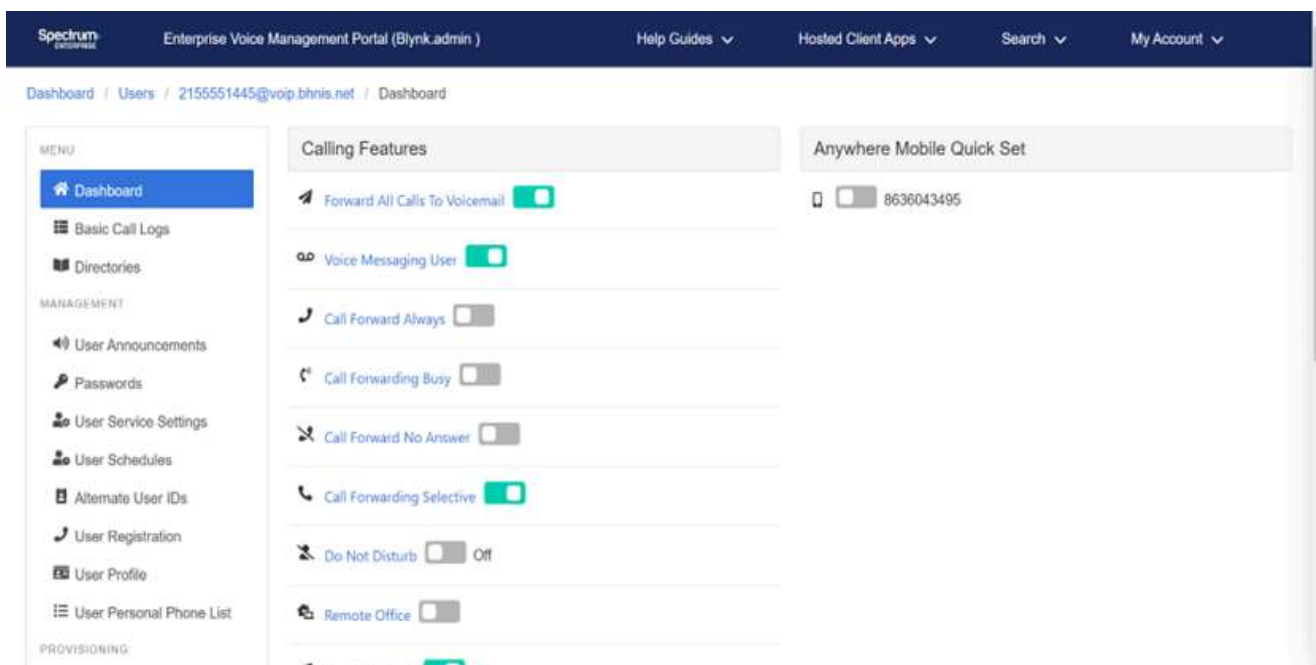 Spectrum
ENTERPRISE
Enterprise Voice Management Portal (Blynk.admin )
Help Guides
Hosted Client Apps
Search
My Account
Dashboard / Users / 2155551445@voip.bhnis.net / Dashboard
MENU
Dashboard
Basic Call Logs
Directories
MANAGEMENT
User Announcements
Passwords
User Service Settings
User Schedules
Alternate User IDs
User Registration
User Profile
User Personal Phone List
PROVISIONING
Calling Features
Forward All Calls To Voicemail
Voice Messaging User
Call Forward Always
Call Forwarding Busy
Call Forward No Answer
Call Forwarding Selective
Do Not Disturb Off
Remote Office
Anywhere Mobile Quick Set
8636043495